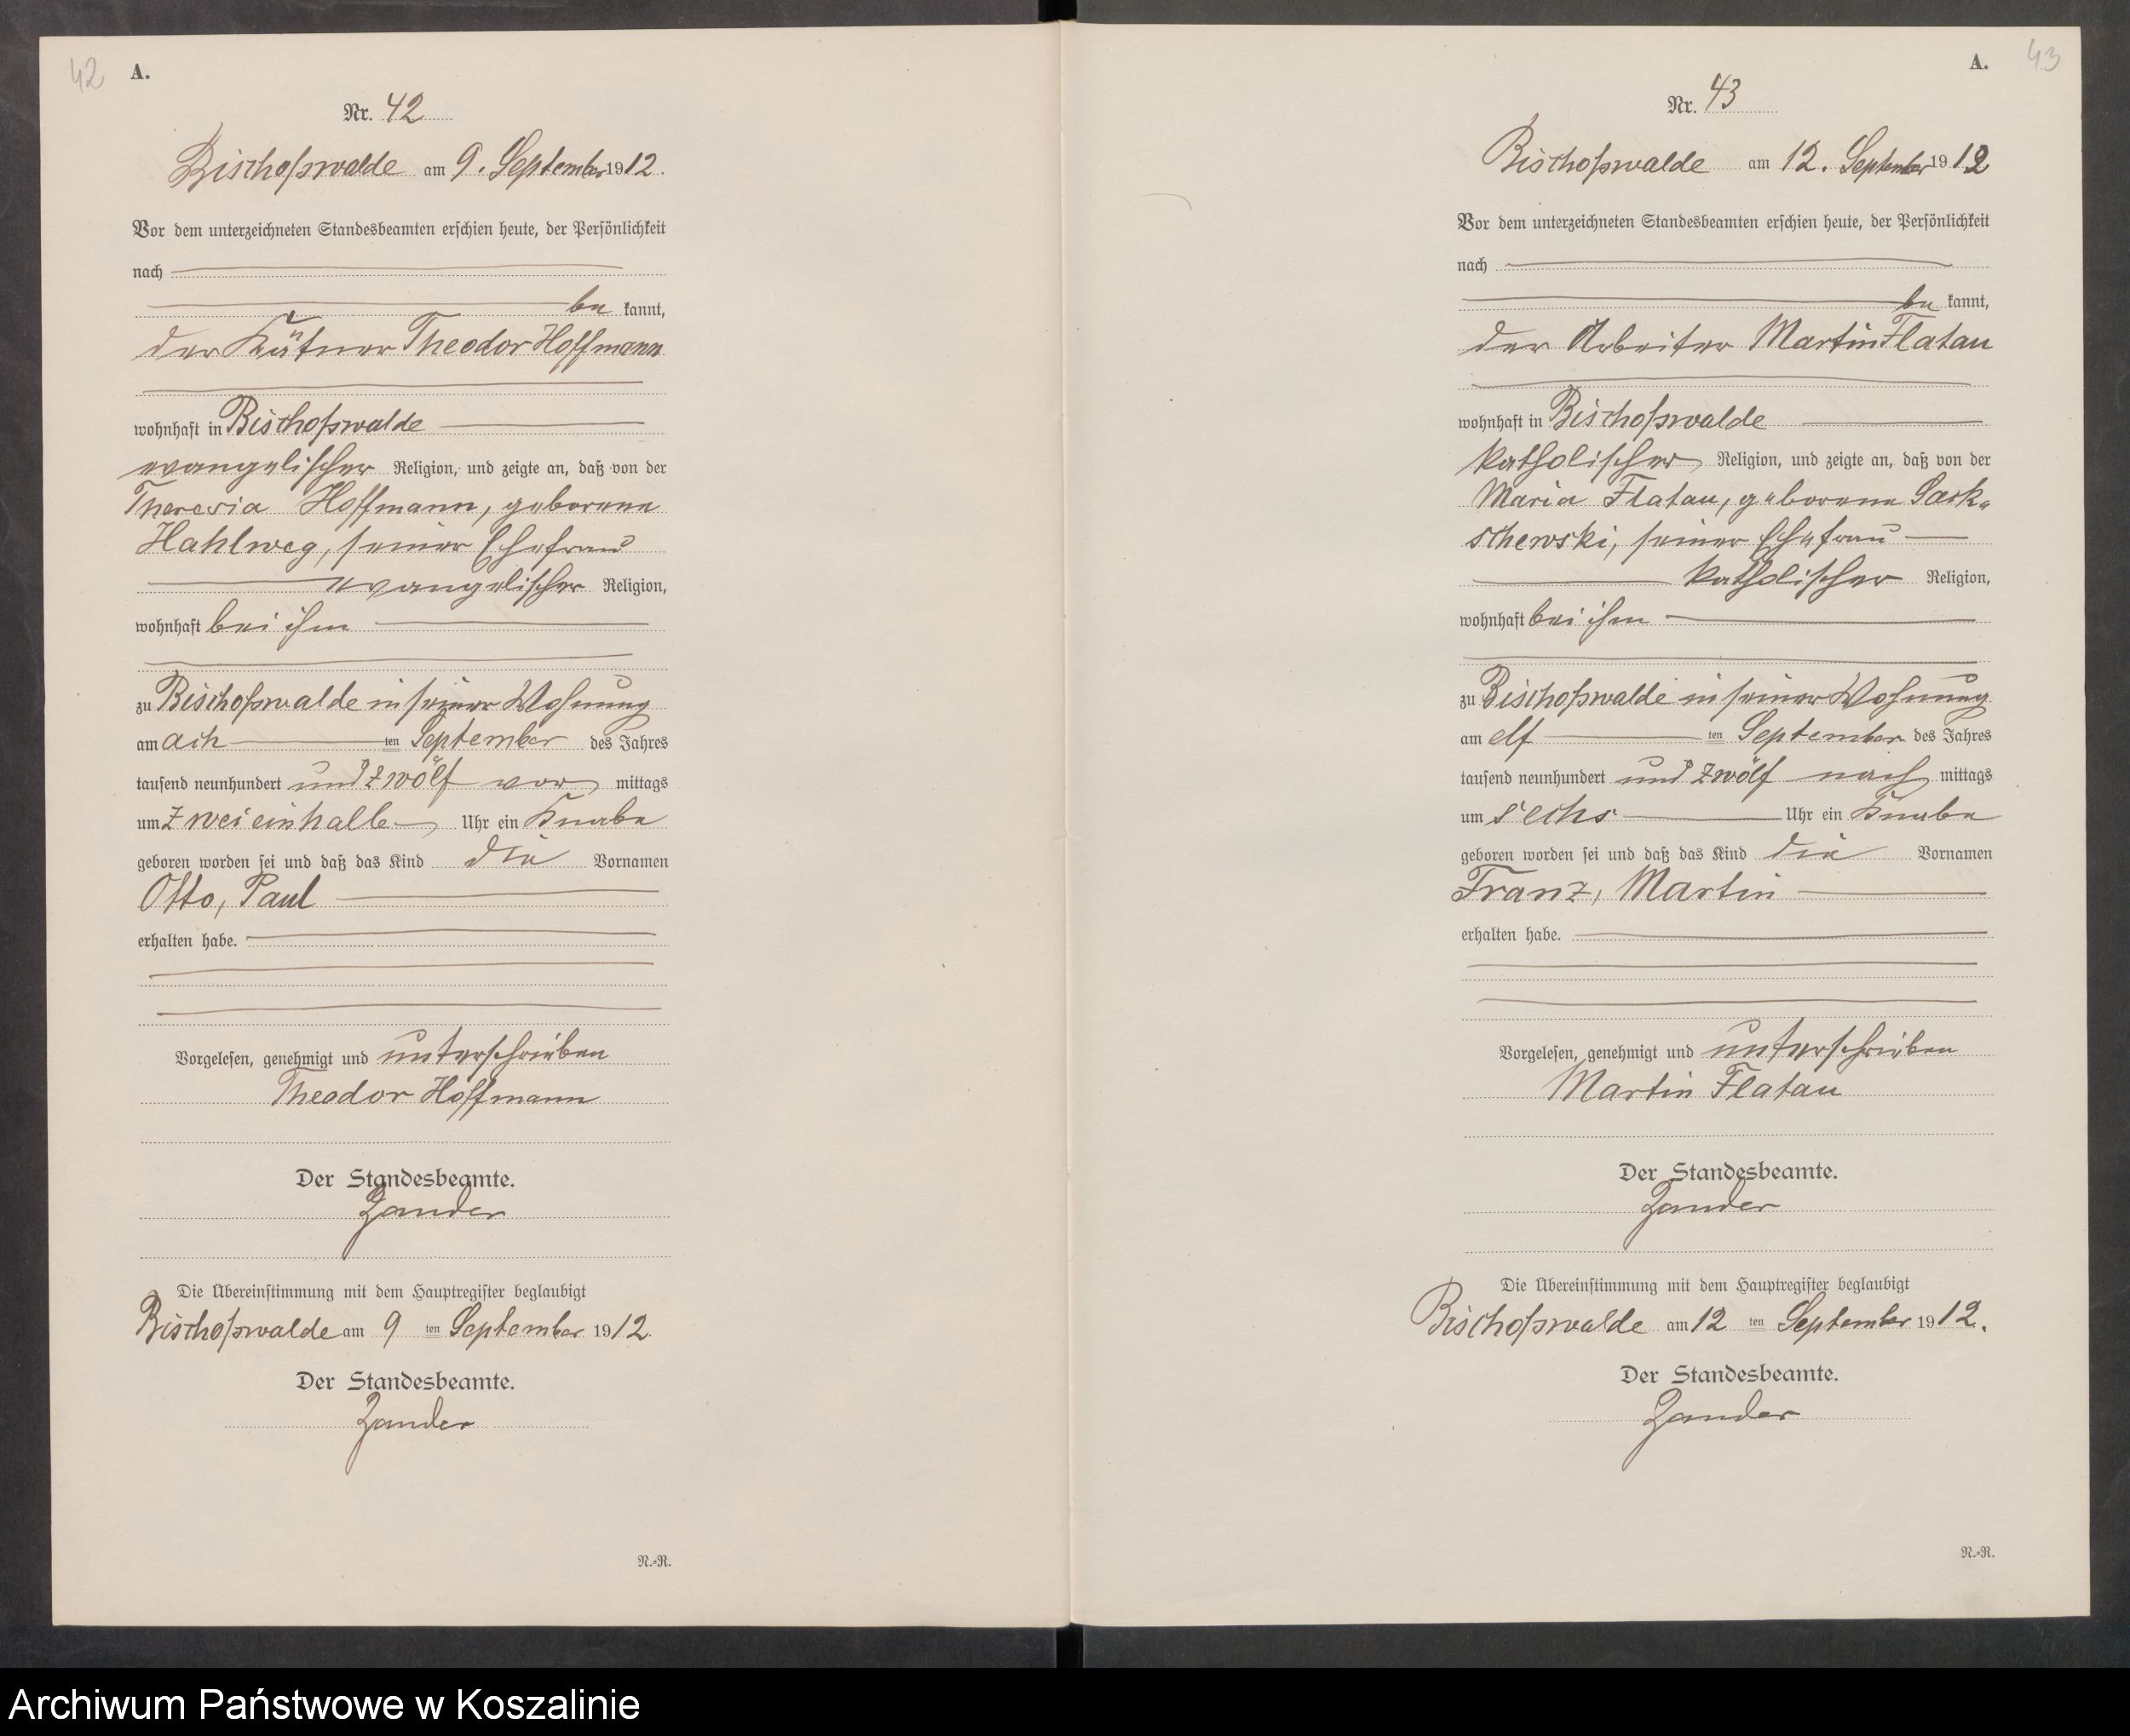 42
A.
Nr. 42
Bischofswalde am 9. September 1912.
Vor dem unterzeichneten Standesbeamten erschien heute, der Persönlichkeit
nach
be kannt,
der Kätner Theodor Hoffmann
wohnhaft in Bischofswalde
evangelischer Religion, und zeigte an, daß von der
Theresia Hoffmann, geborene
Hahlweg, seiner Ehefrau
evangelischer Religion,
wohnhaft bei ihm
zu Bischofswalde in seiner Wohnung
am ach ten September des Jahres
tausend neunhundert und zwölf vor mittags
um zweieinhalb Uhr ein Knabe
geboren worden sei und daß das Kind die Vornamen
Otto, Paul
erhalten habe.
Vorgelesen, genehmigt und unterschrieben
Theodor Hoffmann
Der Standesbeamte.
Zander
Die Übereinstimmung mit dem Hauptregister beglaubigt
Bischofswalde am 9 ten September 1912.
Der Standesbeamte.
Zander
N.-R.
A.
43
Nr. 43
Bischofswalde am 12. September 1912
Vor dem unterzeichneten Standesbeamten erschien heute, der Persönlichkeit
nach
be kannt,
der Arbeiter Martin Flatau
wohnhaft in Bischofswalde
katholischer Religion, und zeigte an, daß von der
Maria Flatau, geborene Sark-
schewski, seiner Ehefrau
katholischer Religion,
wohnhaft bei ihm
zu Bischofswalde in seiner Wohnung
am elf ten September des Jahres
tausend neunhundert und zwölf nach mittags
um sechs Uhr ein Knabe
geboren worden sei und daß das Kind die Vornamen
Franz, Martin
erhalten habe.
Vorgelesen, genehmigt und unterschrieben
Martin Flatau
Der Standesbeamte.
Zander
Die Übereinstimmung mit dem Hauptregister beglaubigt
Bischofswalde am 12 ten September 1912.
Der Standesbeamte.
Zander
N.-R.
Archiwum Państwowe w Koszalinie